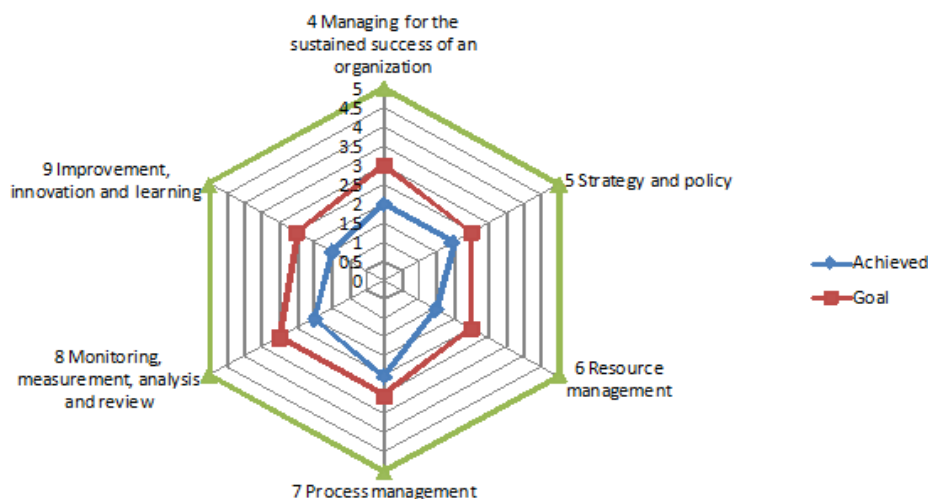 4 Managing for the
sustained success of an
organization
5
4.5
4
3.5
3
2.5
2
1.5
1
0.5
0
9 Improvement,
innovation and learning
5 Strategy and policy
Achieved
Goal
8 Monitoring,
measurement, analysis
and review
6 Resource
management
7 Process management